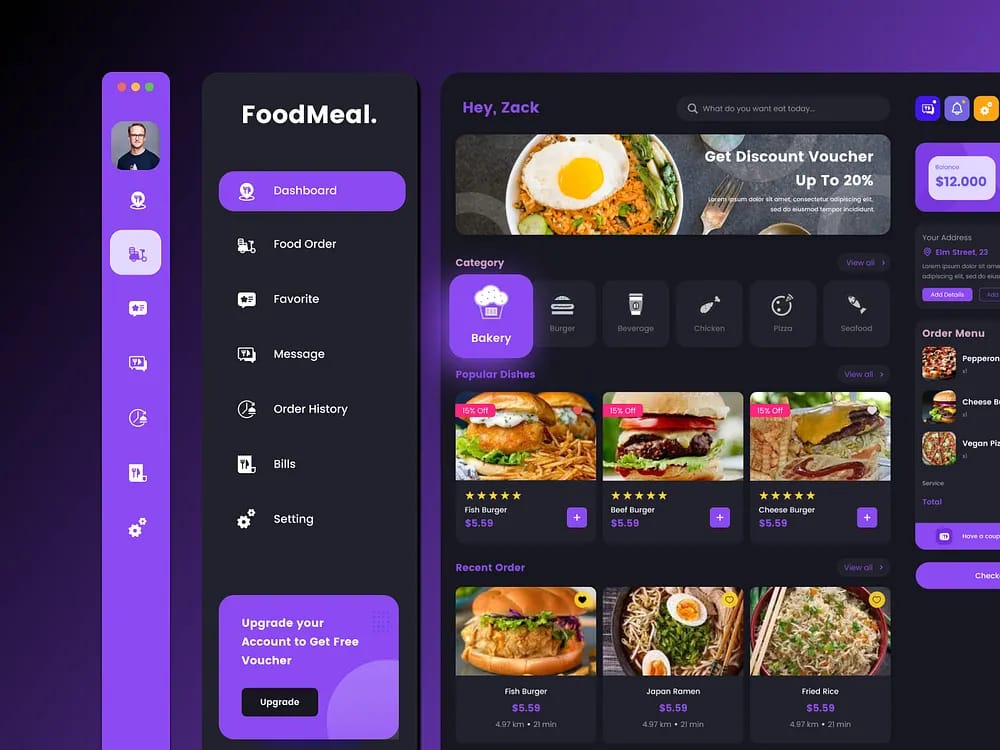 FoodMeal.
Dashboard
Food Order
Favorite
Message
Order History
Bills
Setting
Upgrade your
Account to Get Free
Voucher
Upgrade
Hey, Zack
What do you want eat today...
Get Discount Voucher
Up To 20%
Lorem ipsum dolor sit amet, consectetur adipiscing elit,
sed do eiusmod tempor incididunt.
Category
View all
Bakery
Burger
Beverage
Chicken
Pizza
Seafood
Popular Dishes
View all
15% Off
15% Off
15% Off
Fish Burger
$5.59
Beef Burger
$5.59
Cheese Burger
$5.59
Recent Order
View all
Fish Burger
$5.59
4.97 km • 21 min
Japan Ramen
$5.59
4.97 km • 21 min
Fried Rice
$5.59
4.97 km • 21 min
Balance
$12.000
Your Address
Elm Street, 23
Lorem ipsum dolor sit ame
adipiscing elit, sed do eius
Add Details
Add
Order Menu
Pepperon
x1
Cheese Bu
x1
Vegan Piz
x1
Service
Total
Have a coup
Check